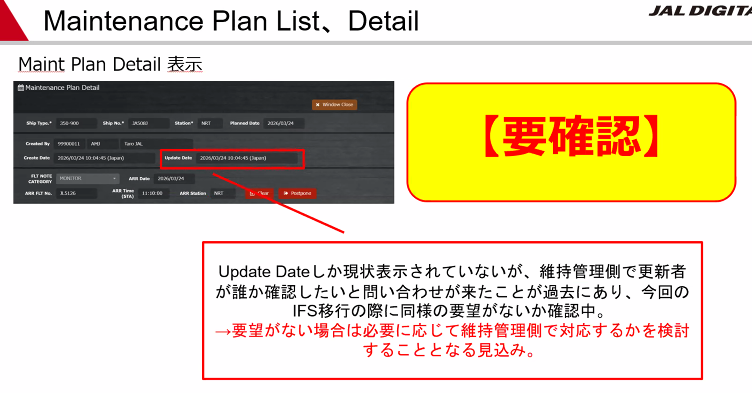 Maintenance Plan List、Detail
JAL DIGITA
Maint Plan Detail 表示
Maintenance Plan Detail
Window Close
Ship Type.* 350-900 Ship No.* JA508J Station* NRT Planned Date 2026/03/24
Created By 99900011 AMJ Taro JAL
Create Date 2026/03/24 10:04:45 (Japan) Update Date 2026/03/24 10:04:45 (Japan)
FLT NOTE CATEGORY MONITOR ARR Date 2026/03/24
ARR FLT No. JL5126 ARR Time (STA) 11:10:00 ARR Station NRT Clear Postpone
【要確認】
Update Dateしか現状表示されていないが、維持管理側で更新者
が誰か確認したいと問い合わせが来たことが過去にあり、今回の
IFS移行の際に同様の要望がないか確認中。
→要望がない場合は必要に応じて維持管理側で対応するかを検討
することとなる見込み。